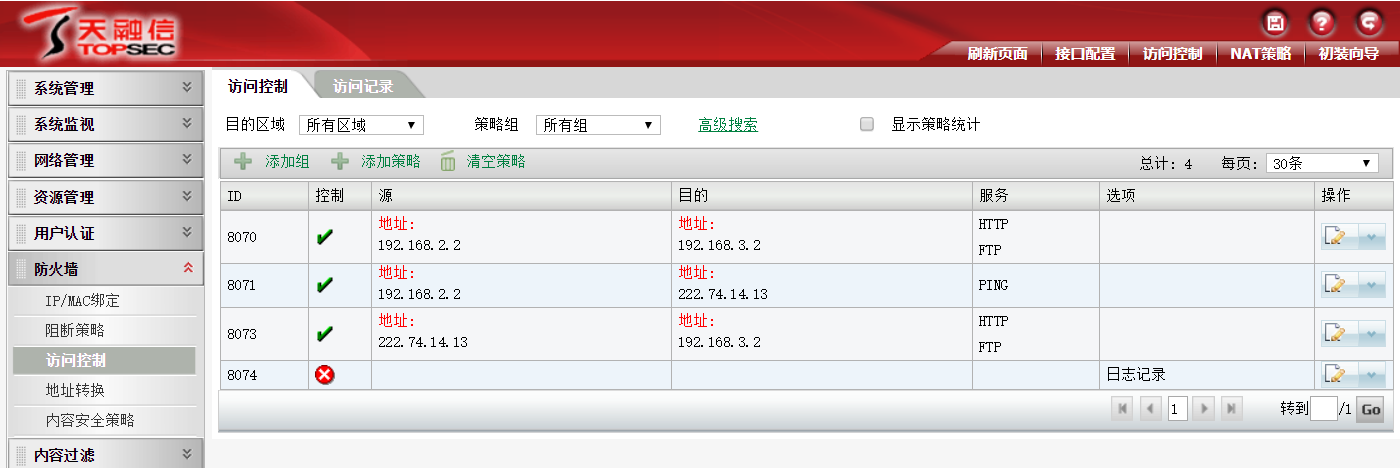 天融信
TOPSEC
刷新页面 接口配置 访问控制 NAT策略 初装向导
系统管理
系统监视
网络管理
资源管理
用户认证
防火墙
IP/MAC绑定
阻断策略
访问控制
地址转换
内容安全策略
内容过滤
访问控制 访问记录
目的区域 所有区域 策略组 所有组 高级搜索 显示策略统计
添加组 添加策略 清空策略 总计: 4 每页: 30条
ID 控制 源 目的 服务 选项 操作
8070 地址: 192.168.2.2 地址: 192.168.3.2 HTTP FTP
8071 地址: 192.168.2.2 地址: 222.74.14.13 PING
8073 地址: 222.74.14.13 地址: 192.168.3.2 HTTP FTP
8074 日志记录
1 转到 /1 Go